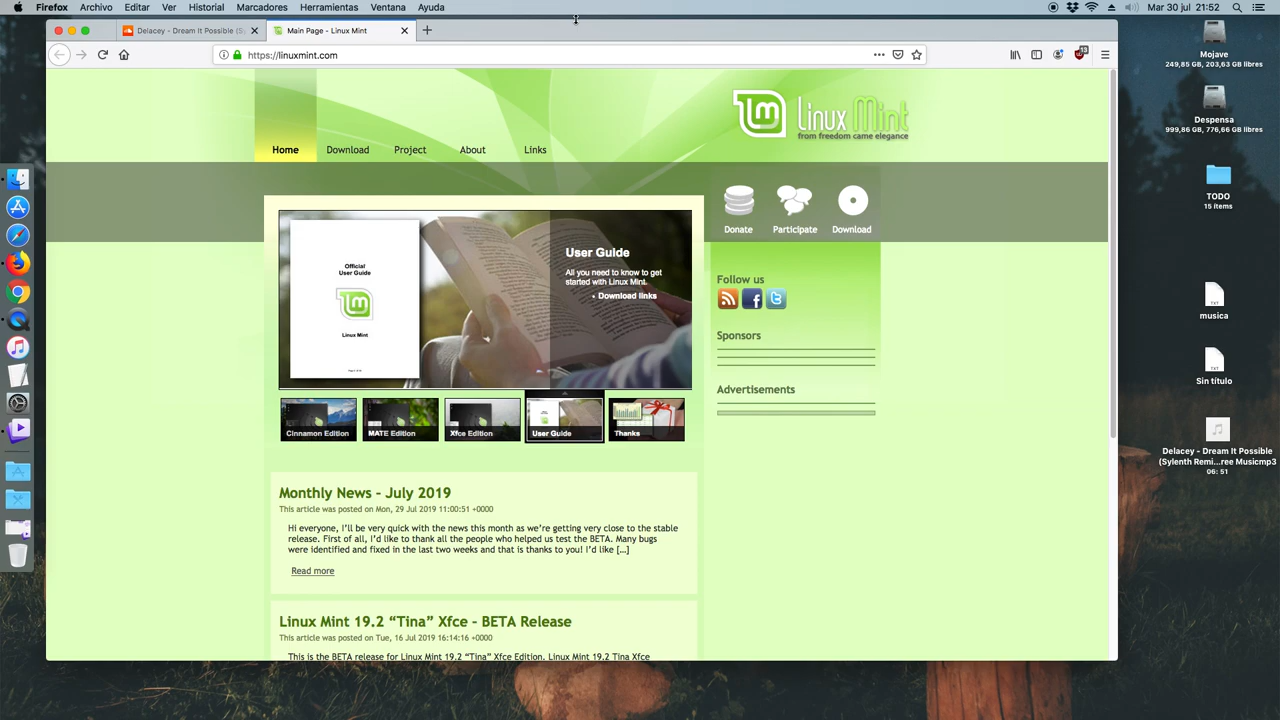 Firefox Archivo Editar Ver Historial Marcadores Herramientas Ventana Ayuda
Mar 30 jul 21:52
Delacey - Dream It Possible (S
Main Page - Linux Mint
https://linuxmint.com
13
Linux Mint
from freedom came elegance
Home Download Project About Links
Donate Participate Download
Official
User Guide
Linux Mint
User Guide
All you need to know to get
started with Linux Mint.
• Download links
Cinnamon Edition MATE Edition Xfce Edition User Guide Thanks
Follow us
Sponsors
Advertisements
Monthly News – July 2019
This article was posted on Mon, 29 Jul 2019 11:00:51 +0000
Hi everyone, I'll be very quick with the news this month as we're getting very close to the stable
release. First of all, I'd like to thank all the people who helped us test the BETA. Many bugs
were identified and fixed in the last two weeks and that is thanks to you! I'd like [...]
Read more
Linux Mint 19.2 “Tina” Xfce – BETA Release
This article was posted on Tue, 16 Jul 2019 16:14:16 +0000
This is the BETA release for Linux Mint 19.2 “Tina” Xfce Edition. Linux Mint 19.2 Tina Xfce
Mojave
249,85 GB, 203,63 GB libres
Despensa
999,86 GB, 776,66 GB libres
TODO
15 ítems
TXT
musica
TXT
Sin título
Delacey - Dream It Possible
(Sylenth Remi...ree Musicmp3
06: 51